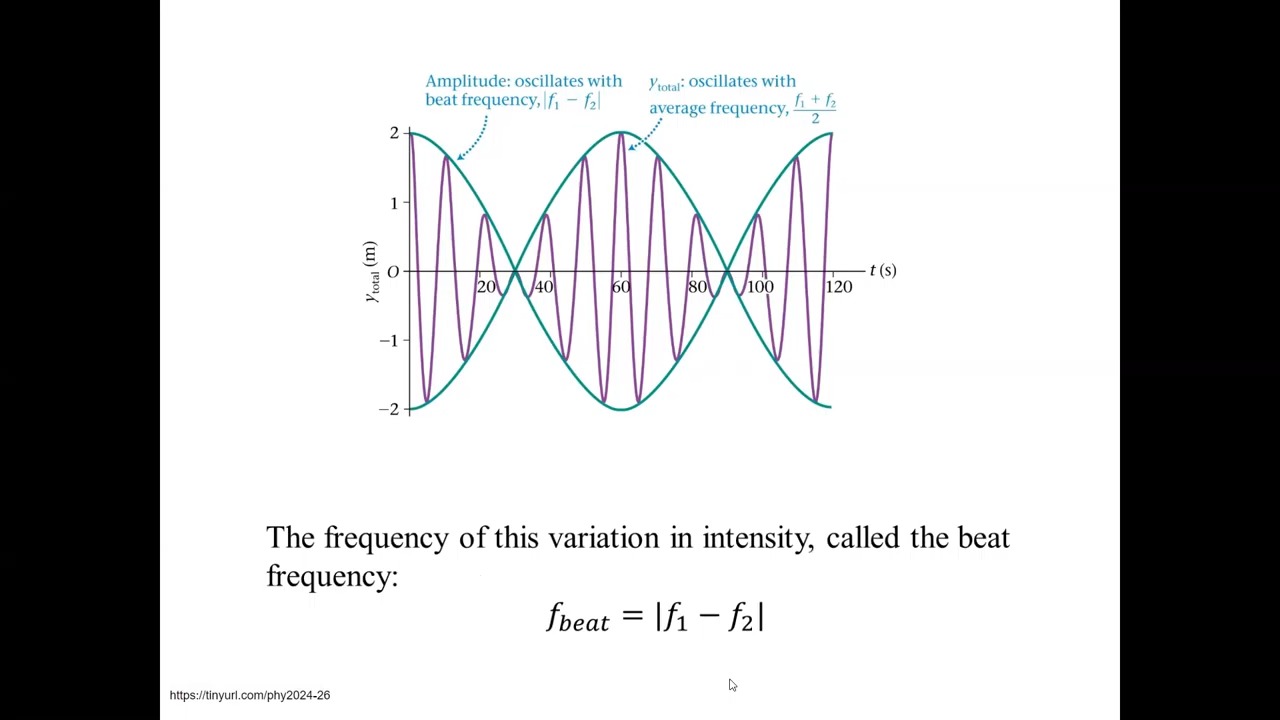 Amplitude: oscillates with
beat frequency, |f₁ − f₂|
y_total: oscillates with
average frequency, (f₁ + f₂)/2
2
1
O
−1
−2
y_total (m)
20 40 60 80 100 120
t (s)
The frequency of this variation in intensity, called the beat
frequency:
f_beat = |f₁ − f₂|
https://tinyurl.com/phy2024-26